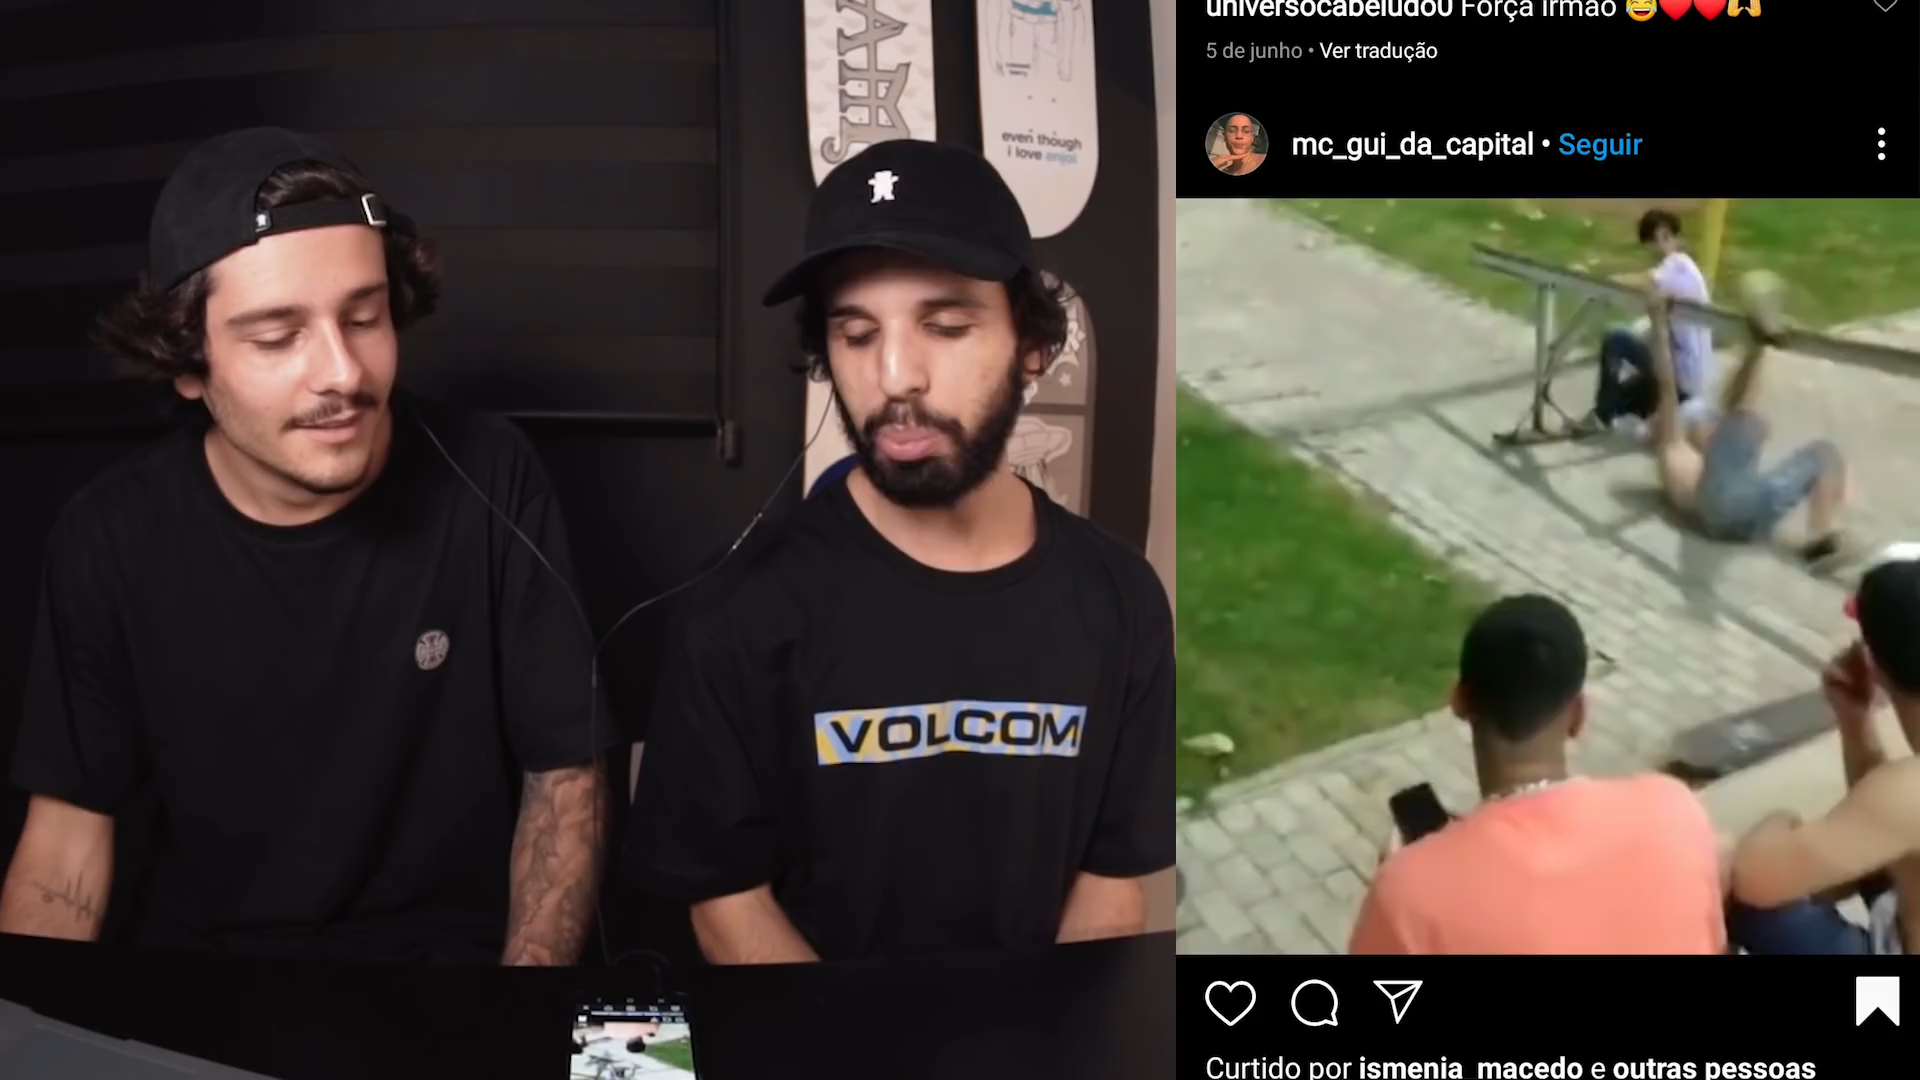 even though
i love enjoi
VOLCOM
universocabeludo0 Força irmão 😂❤️❤️🙌
5 de junho • Ver tradução
mc_gui_da_capital • Seguir
Curtido por ismenia_macedo e outras pessoas